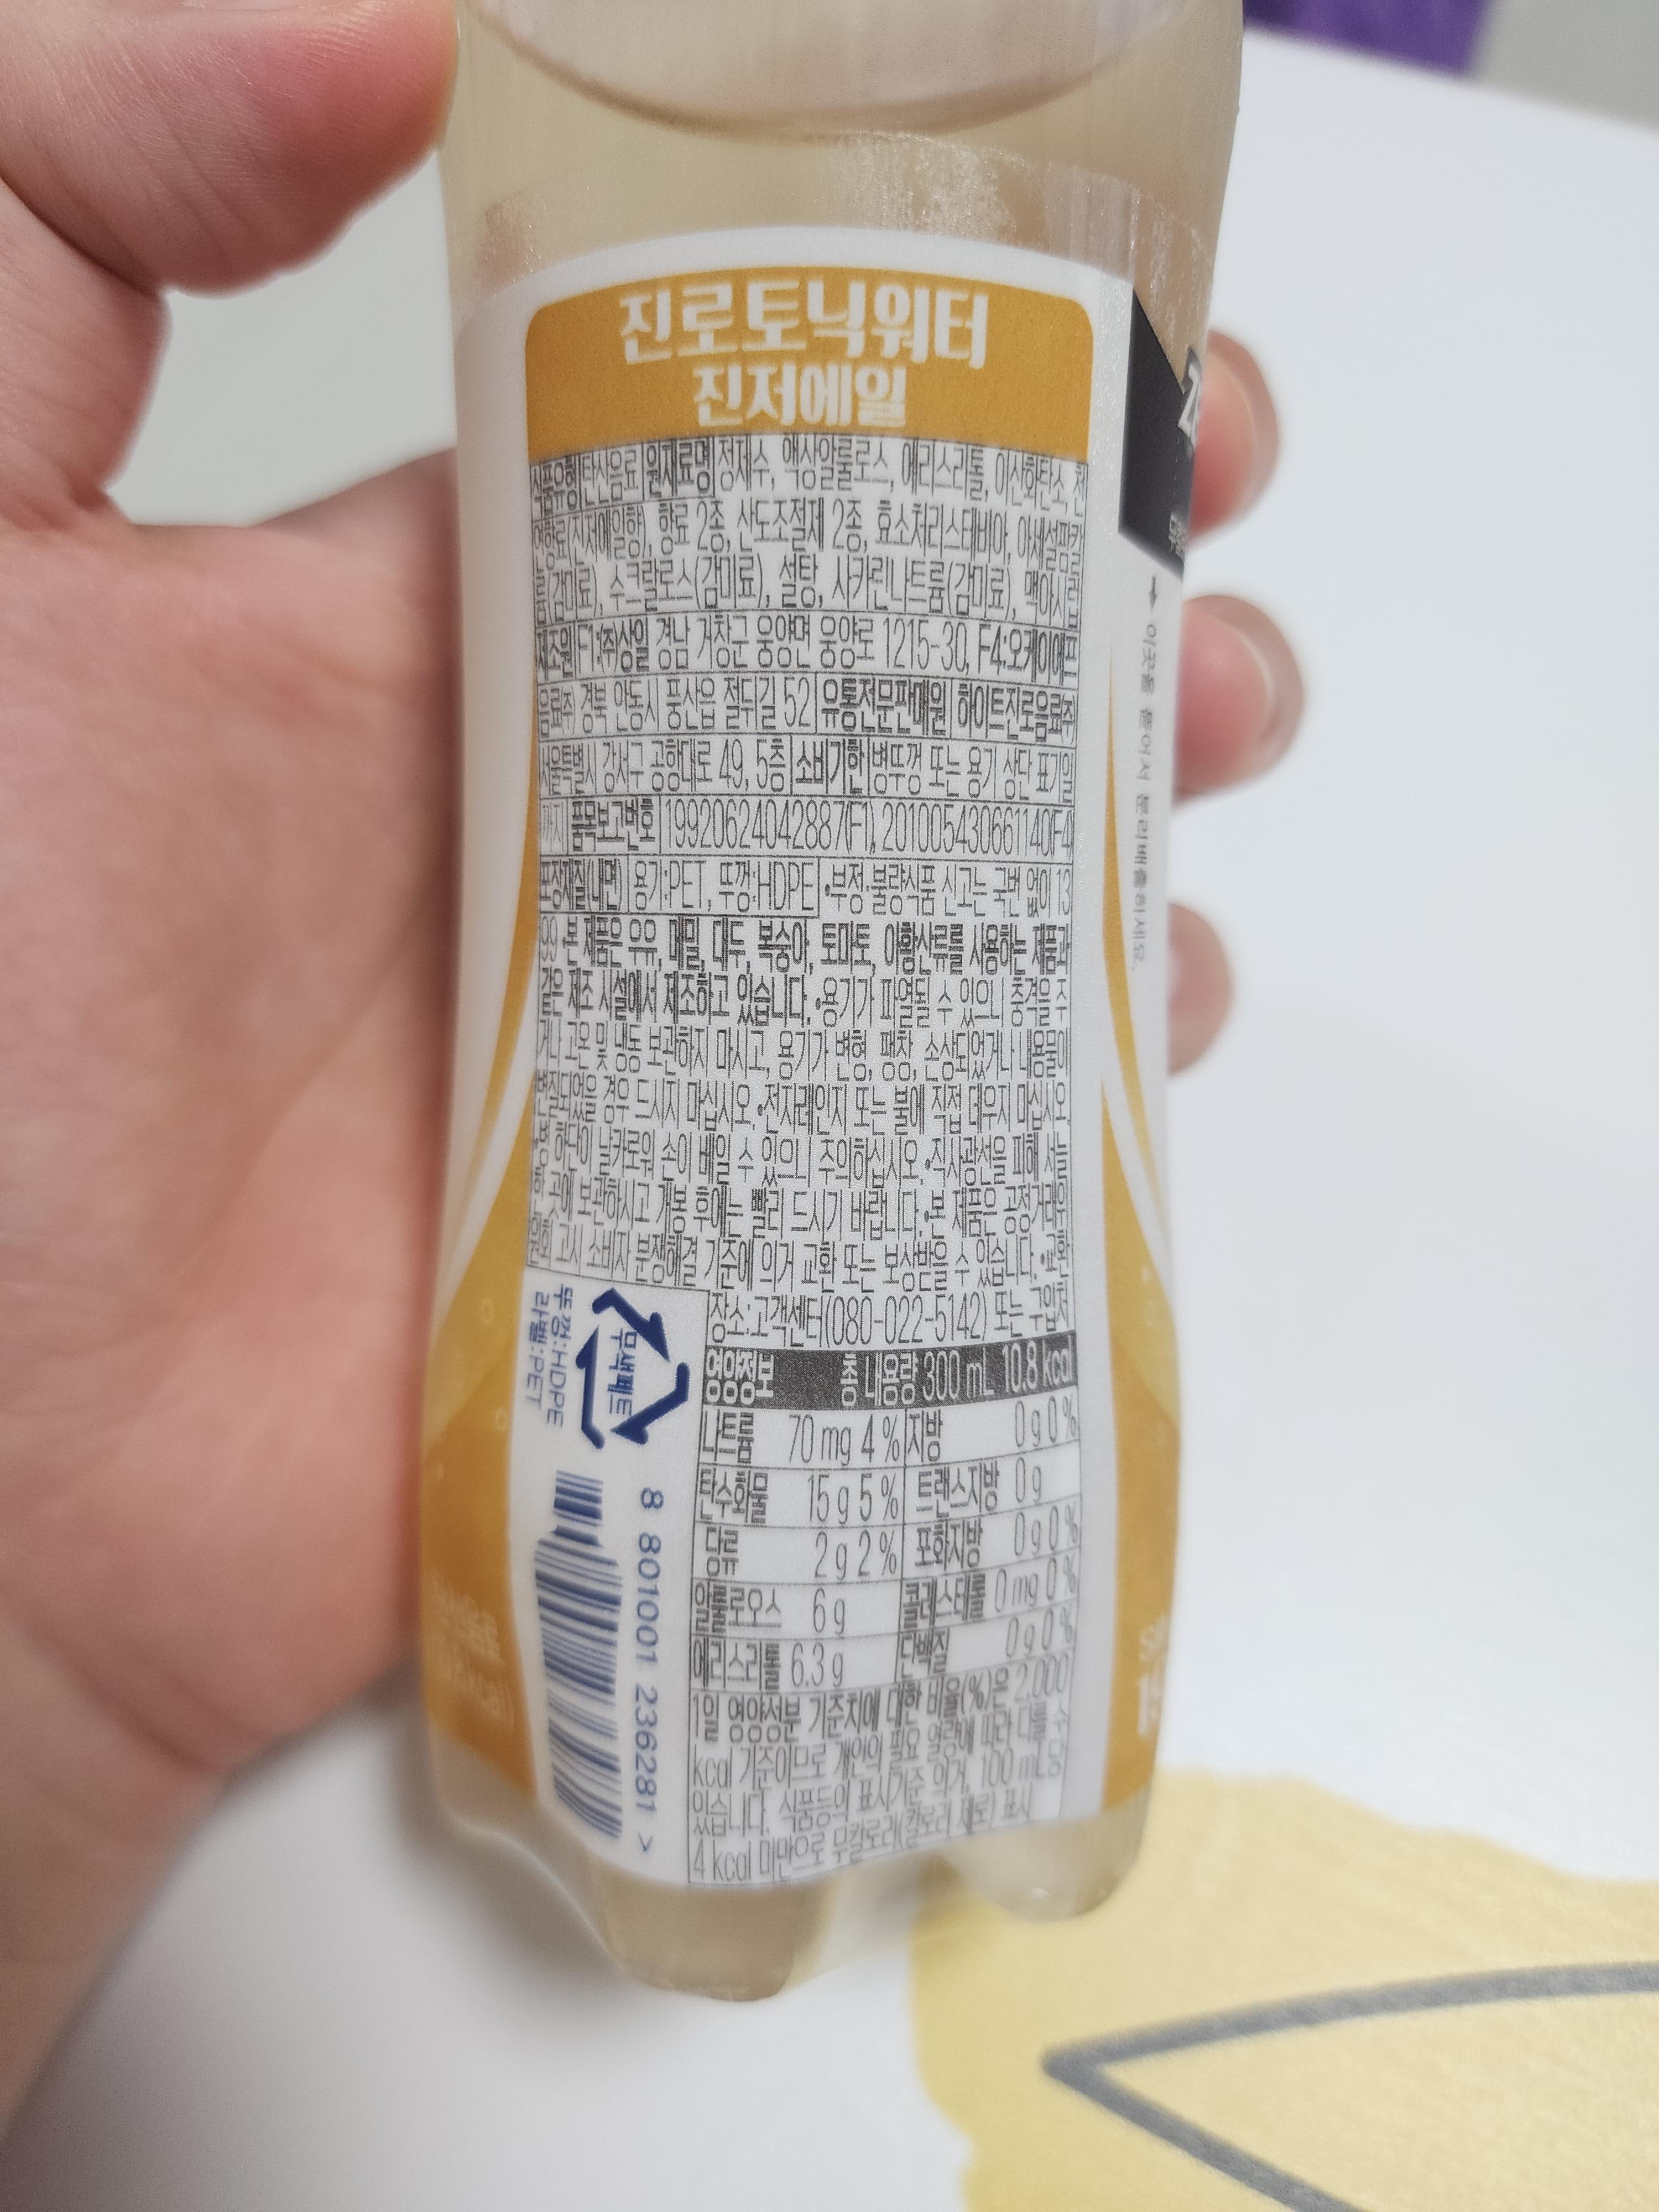 진로토닉워터
진저에일
식품유형 탄산음료 원재료명 정제수, 액상알룰로스, 에리스리톨, 이산화탄소, 천
연향료(진저에일향), 향료 2종, 산도조절제 2종, 효소처리스테비아, 아세설팜칼
륨(감미료), 수크랄로스(감미료), 설탕, 사카린나트륨(감미료), 맥아시럽
제조원 F1:(주)상일 경남 거창군 웅양면 웅양로 1215-30, F4:오케이에프
음료㈜ 경북 안동시 풍산읍 절뒤길 52 유통전문판매원 하이트진로음료㈜
서울특별시 강서구 공항대로 49, 5층 소비기한 병뚜껑 또는 용기 상단 표기일
까지 품목보고번호 19920624042887(F1), 201005430661140(F4)
포장재질(내면) 용기:PET, 뚜껑:HDPE •부정·불량식품 신고는 국번 없이 13
99 본 제품은 우유, 메밀, 대두, 복숭아, 토마토, 아황산류를 사용하는 제품과
같은 제조 시설에서 제조하고 있습니다. •용기가 파열될 수 있으니 충격을 주
거나 고온 및 냉동 보관하지 마시고, 용기가 변형, 팽창, 손상되었거나 내용물이
변질되었을 경우 드시지 마십시오. •전자레인지 또는 불에 직접 데우지 마십시오.
•병 하단이 날카로워 손이 베일 수 있으니 주의하십시오. •직사광선을 피해 서늘
한 곳에 보관하시고 개봉 후에는 빨리 드시기 바랍니다. •본 제품은 공정거래위
원회 고시 소비자 분쟁해결 기준에 의거 교환 또는 보상받을 수 있습니다. •교환
장소:고객센터(080-022-5142) 또는 구입처
영양정보 총 내용량 300 mL 10.8 kcal
나트륨 70 mg 4 % 지방 0 g 0 %
탄수화물 15 g 5 % 트랜스지방 0 g
당류 2 g 2 % 포화지방 0 g 0 %
알룰로오스 6 g 콜레스테롤 0 mg 0 %
에리스리톨 6.3 g 단백질 0 g 0 %
1일 영양성분 기준치에 대한 비율(%)은 2,000
kcal 기준이므로 개인의 필요 열량에 따라 다를 수
있습니다. 식품등의 표시기준 의거, 100 mL당
4 kcal 미만으로 무칼로리(칼로리 제로) 표시
무색페트
뚜껑:HDPE
라벨:PET
8 801001 236281 >
이곳을 뜯어서 분리배출하세요.